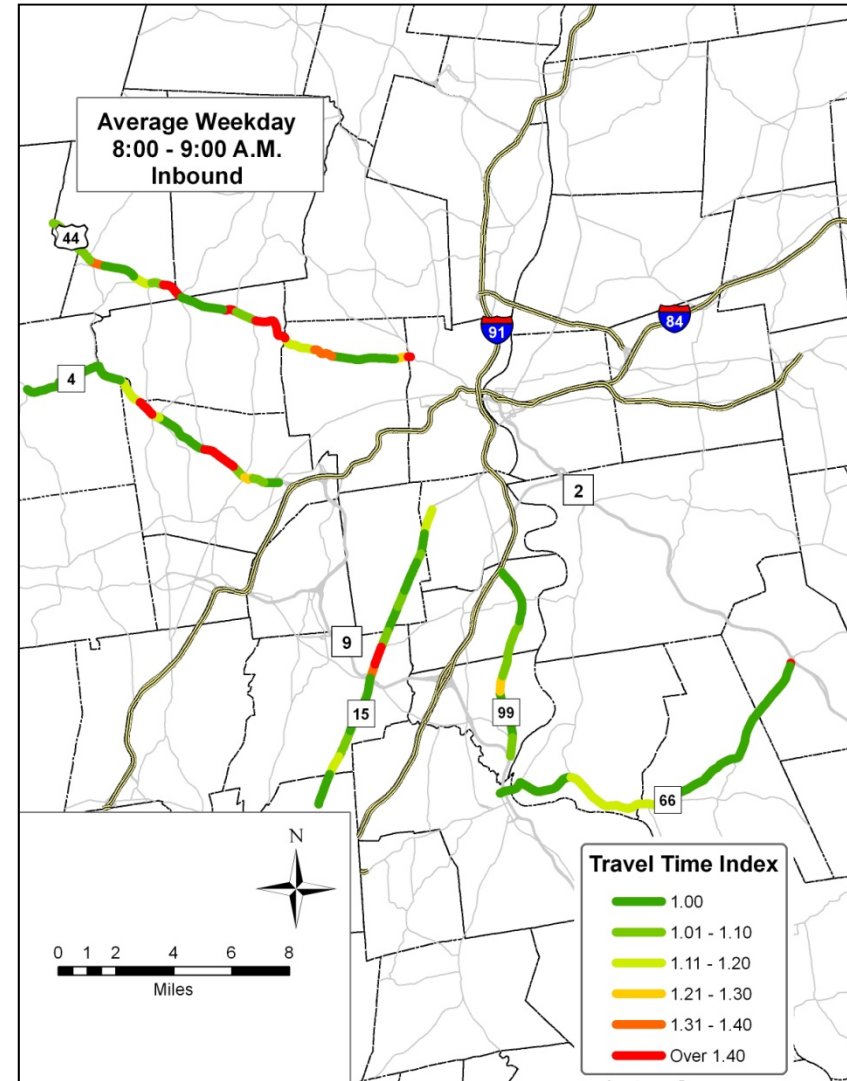 Average Weekday
8:00 - 9:00 A.M.
Inbound
44
91
84
4
2
9
15
99
66
N
0 1 2 4 6 8
Miles
Travel Time Index
1.00
1.01 - 1.10
1.11 - 1.20
1.21 - 1.30
1.31 - 1.40
Over 1.40